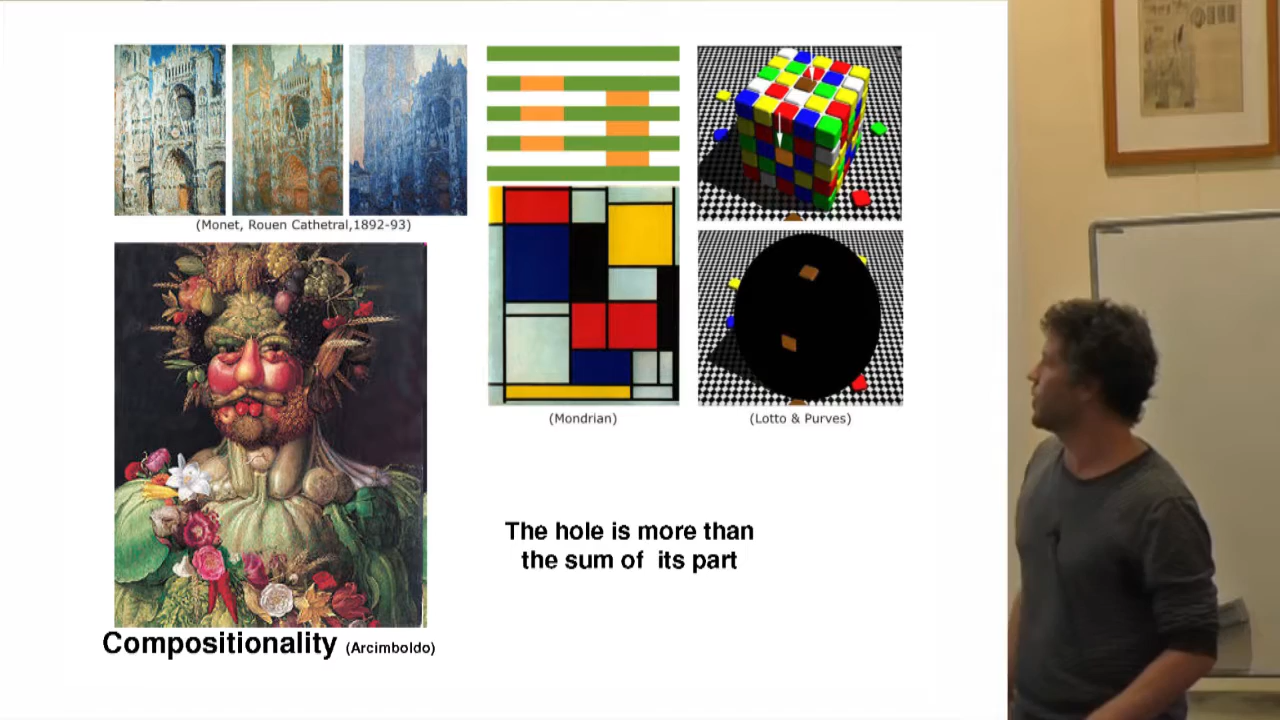 (Monet, Rouen Cathetral,1892-93)
(Mondrian)
(Lotto & Purves)
The hole is more than
the sum of its part
Compositionality (Arcimboldo)